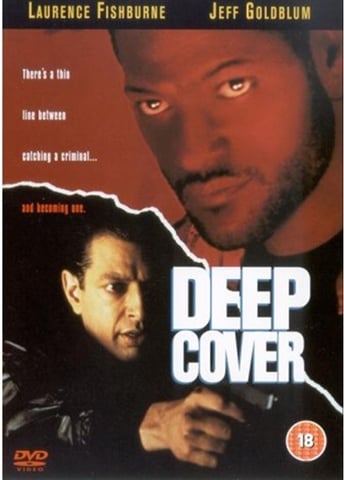 LAURENCE FISHBURNE JEFF GOLDBLUM
There's a thin
line between
catching a criminal...
and becoming one.
DEEP
COVER
18
DVD
VIDEO